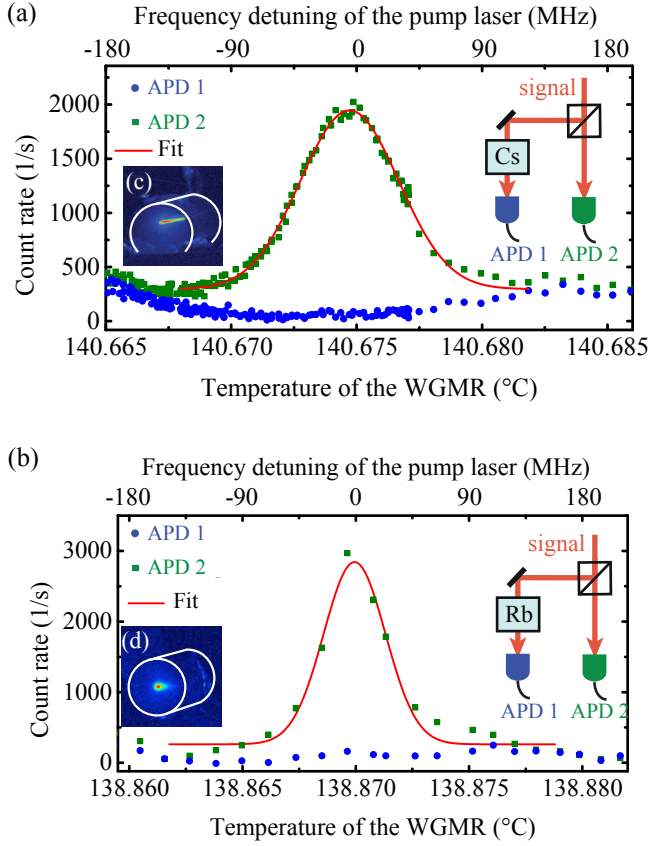 (a)
Frequency detuning of the pump laser (MHz)
-180 -90 0 90 180
Count rate (1/s)
2000
1500
1000
500
0
APD 1
APD 2
Fit
(c)
signal
Cs
APD 1 APD 2
140.665 140.670 140.675 140.680 140.685
Temperature of the WGMR (°C)
(b)
Frequency detuning of the pump laser (MHz)
-180 -90 0 90 180
Count rate (1/s)
3000
2000
1000
0
APD 1
APD 2
Fit
(d)
signal
Rb
APD 1 APD 2
138.860 138.865 138.870 138.875 138.880
Temperature of the WGMR (°C)